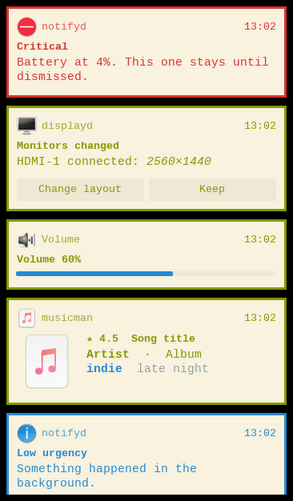 notifyd 13:02
Critical
Battery at 4%. This one stays until
dismissed.
displayd 13:02
Monitors changed
HDMI-1 connected: 2560×1440
Change layout Keep
Volume 13:02
Volume 60%
musicman 13:02
★ 4.5 Song title
Artist · Album
indie late night
notifyd 13:02
Low urgency
Something happened in the
background.